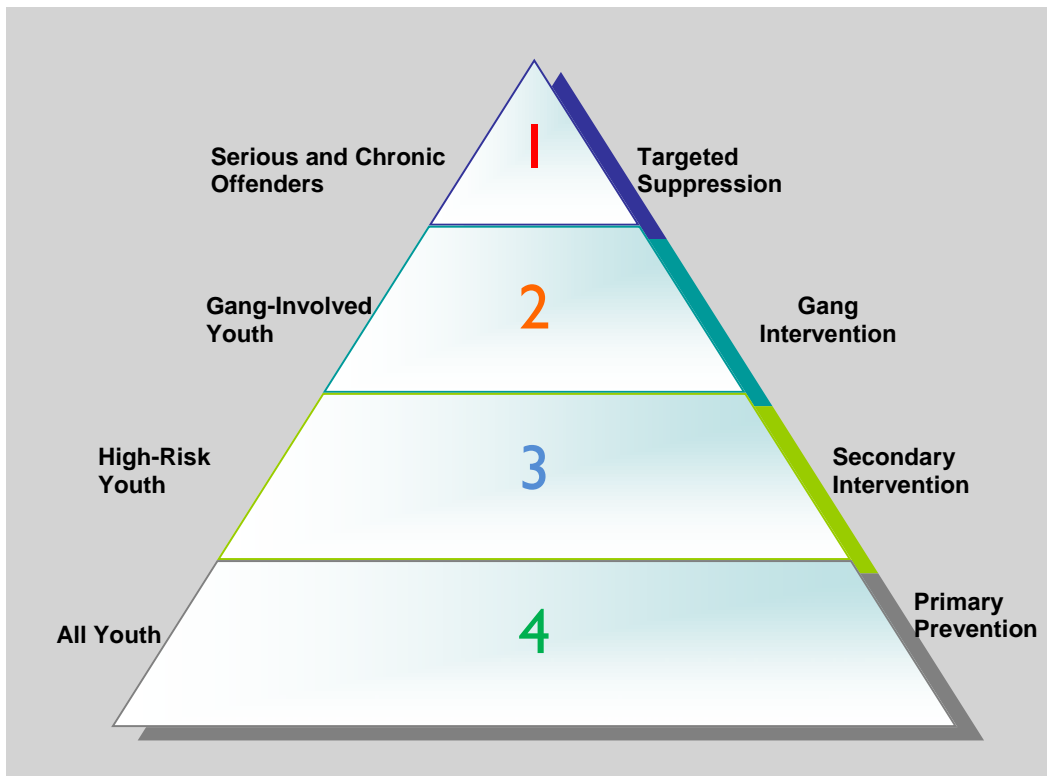 1
Serious and Chronic
Offenders
Targeted
Suppression
2
Gang-Involved
Youth
Gang
Intervention
3
High-Risk
Youth
Secondary
Intervention
4
All Youth
Primary
Prevention